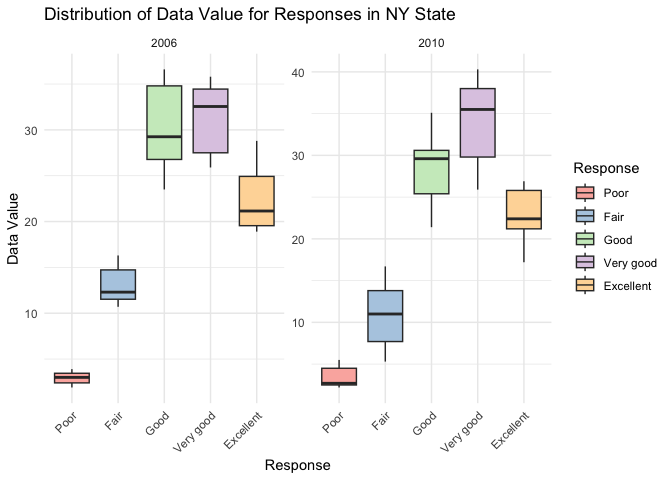 Distribution of Data Value for Responses in NY State
2006
2010
Data Value
30
20
10
40
30
20
10
Poor
Fair
Good
Very good
Excellent
Poor
Fair
Good
Very good
Excellent
Response
Response
Poor
Fair
Good
Very good
Excellent